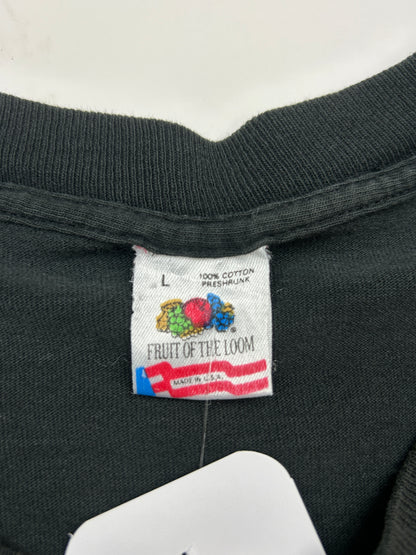 L
100% COTTON
PRESHRUNK
FRUIT OF THE LOOM
MADE IN U.S.A.